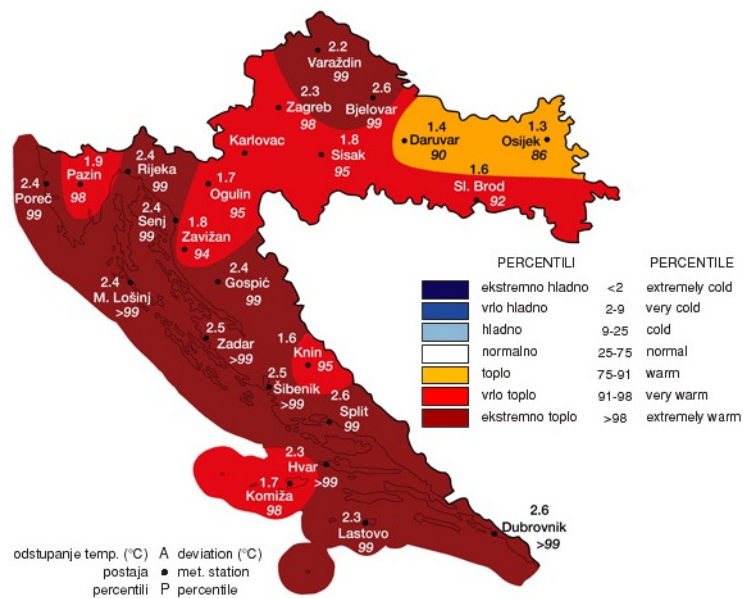 2.2
Varaždin
99
2.3
Zagreb
98
2.6
Bjelovar
99
1.4
Daruvar
90
1.3
Osijek
86
Karlovac
1.8
Sisak
95
1.6
Sl. Brod
92
1.9
Pazin
98
2.4
Rijeka
99
2.4
Poreč
99
1.7
Ogulin
95
2.4
Senj
99
1.8
Zavižan
94
2.4
Gospić
99
2.4
M. Lošinj
>99
2.5
Zadar
>99
1.6
Knin
95
2.5
Šibenik
>99
2.6
Split
99
2.3
Hvar
>99
1.7
Komiža
98
2.3
Lastovo
99
2.6
Dubrovnik
>99
PERCENTILI PERCENTILE
ekstremno hladno <2 extremely cold
vrlo hladno 2-9 very cold
hladno 9-25 cold
normalno 25-75 normal
toplo 75-91 warm
vrlo toplo 91-98 very warm
ekstremno toplo >98 extremely warm
odstupanje temp. (°C) A deviation (°C)
postaja met. station
percentili P percentile